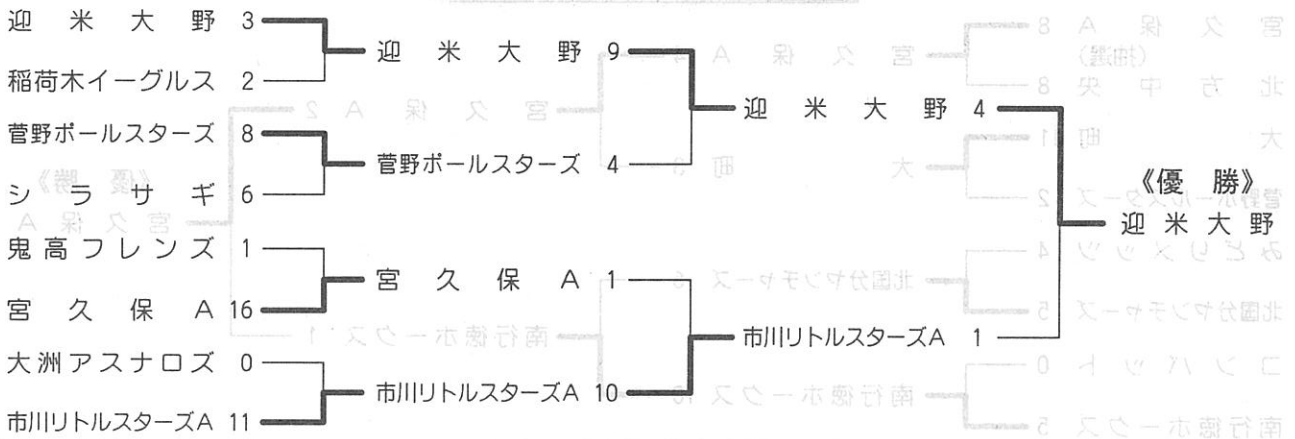 迎米大野 3
稲荷木イーグルス 2
菅野ポールスターズ 8
シラサギ 6
鬼高フレンズ 1
宮久保A 16
大洲アスナロズ 0
市川リトルスターズA 11
迎米大野 9
菅野ポールスターズ 4
宮久保A 1
市川リトルスターズA 10
迎米大野 4
市川リトルスターズA 1
《優勝》
迎米大野